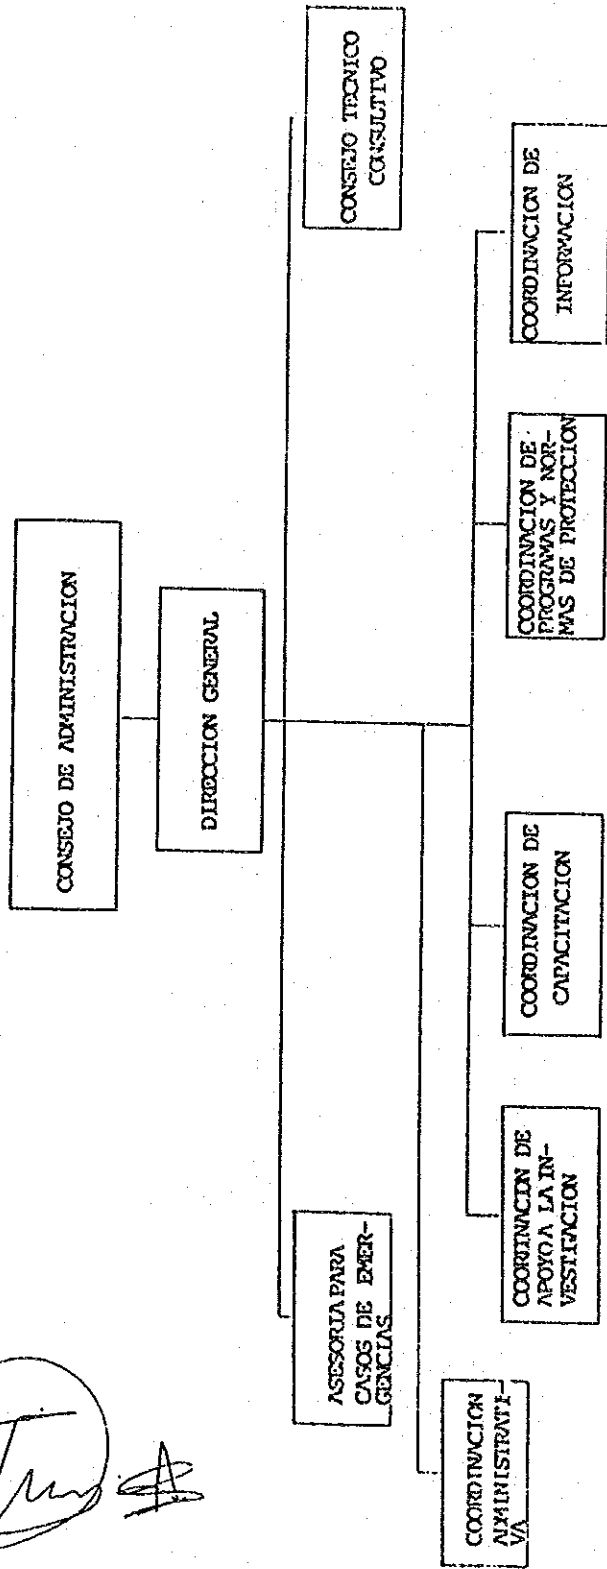 CONSEJO DE ADMINISTRACION
DIRECCION GENERAL
ASESORIA PARA
CASOS DE EMER-
GENCIAS.
CONSEJO TECNICO
CONSULTIVO
COORDINACION
ADMINISTRATI-
VA
COORDINACION DE
APOYO A LA IN-
VESTIGACION
COORDINACION DE
CAPACITACION
COORDINACION DE
PROGRAMAS Y NOR-
MAS DE PROTECCION
COORDINACION DE
INFORMACION